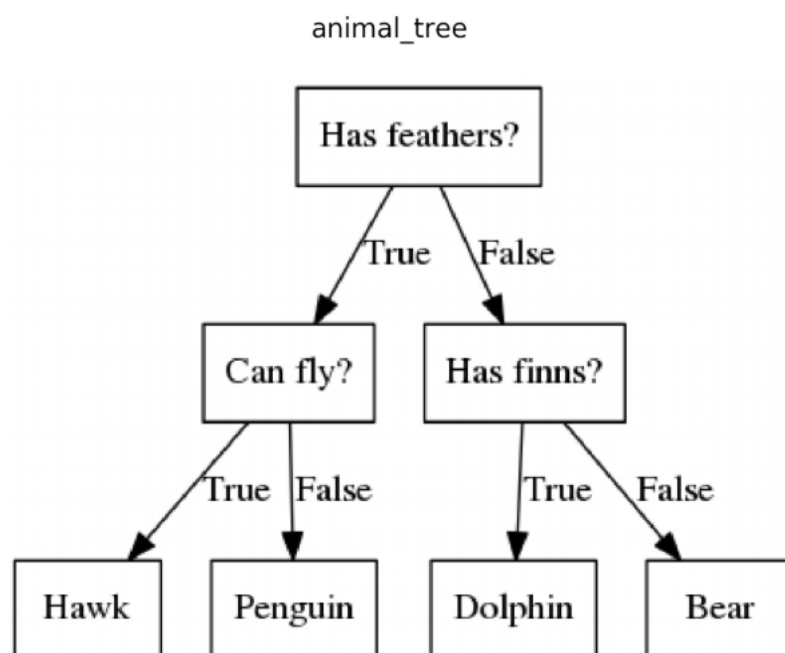 animal_tree
Has feathers?
True False
Can fly? Has finns?
True False True False
Hawk Penguin Dolphin Bear